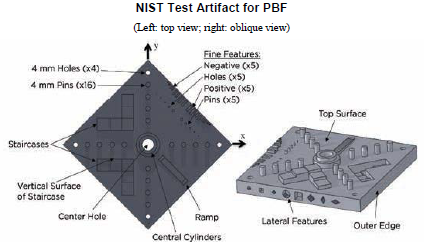 NIST Test Artifact for PBF
(Left: top view; right: oblique view)
y
4 mm Holes (x4)
4 mm Pins (x16)
Fine Features:
Negative (x5)
Holes (x5)
Positive (x5)
Pins (x5)
x
Staircases
Vertical Surface
of Staircase
Center Hole
Central Cylinders
Ramp
Top Surface
Lateral Features
Outer Edge